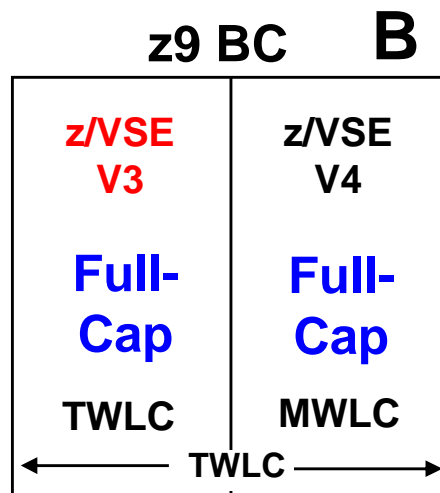 z9 BC B
z/VSE
V3
Full-
Cap
TWLC
z/VSE
V4
Full-
Cap
MWLC
TWLC